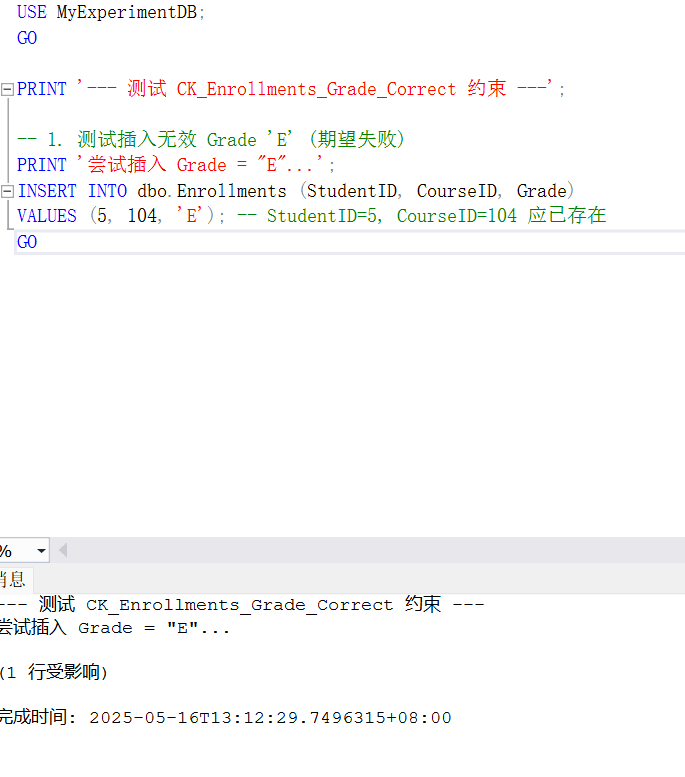 USE MyExperimentDB;
GO
PRINT '--- 测试 CK_Enrollments_Grade_Correct 约束 ---';
-- 1. 测试插入无效 Grade 'E' (期望失败)
PRINT '尝试插入 Grade = "E"...';
INSERT INTO dbo.Enrollments (StudentID, CourseID, Grade)
VALUES (5, 104, 'E'); -- StudentID=5, CourseID=104 应已存在
GO
%
消息
--- 测试 CK_Enrollments_Grade_Correct 约束 ---
尝试插入 Grade = "E"...
(1 行受影响)
完成时间: 2025-05-16T13:12:29.7496315+08:00